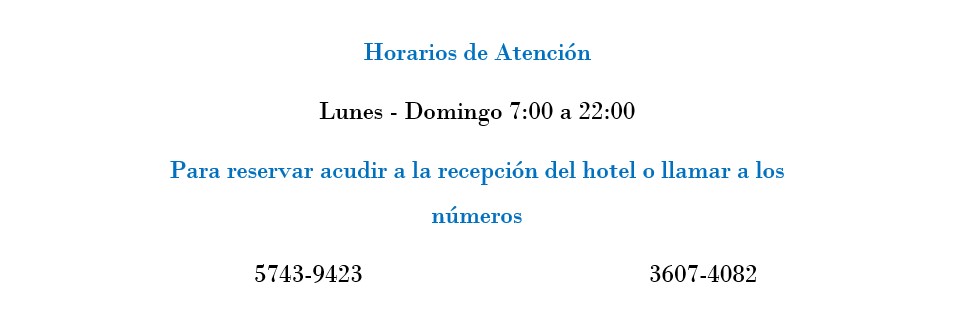 Horarios de Atención
Lunes - Domingo 7:00 a 22:00
Para reservar acudir a la recepción del hotel o llamar a los
números
5743-9423 3607-4082